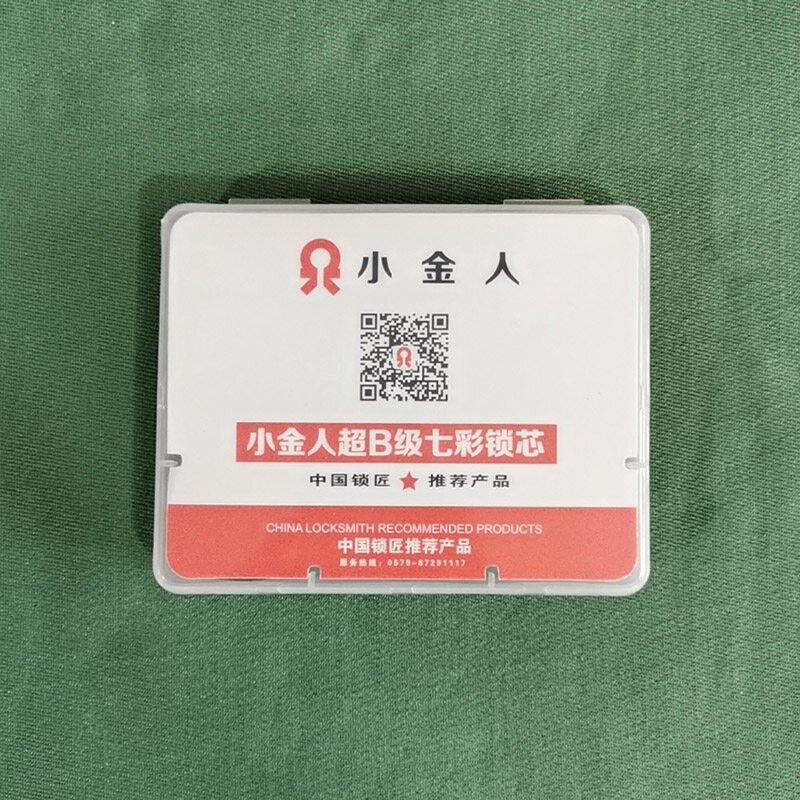 小金人
小金人超B级七彩锁芯
中国锁匠★推荐产品
CHINA LOCKSMITH RECOMMENDED PRODUCTS
中国锁匠推荐产品
服务热线：0579-87291117